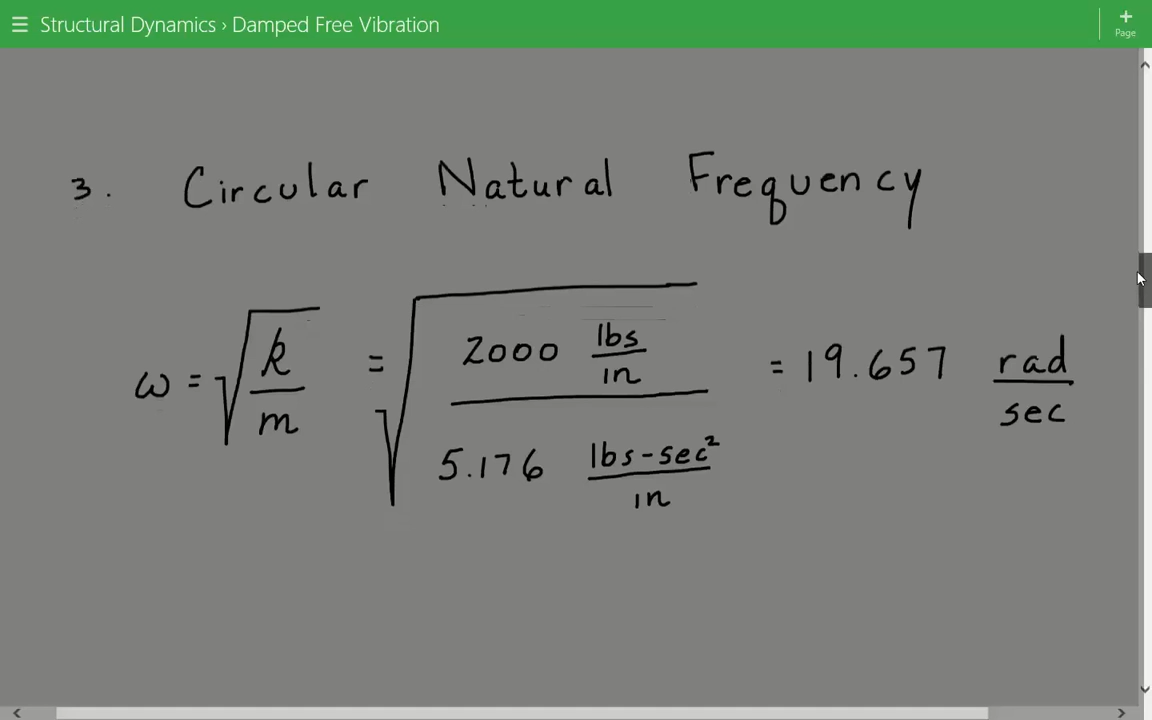 Structural Dynamics › Damped Free Vibration
+
Page
3. Circular Natural Frequency
ω = √(k/m) = √(2000 lbs/in / 5.176 lbs-sec²/in) = 19.657 rad/sec